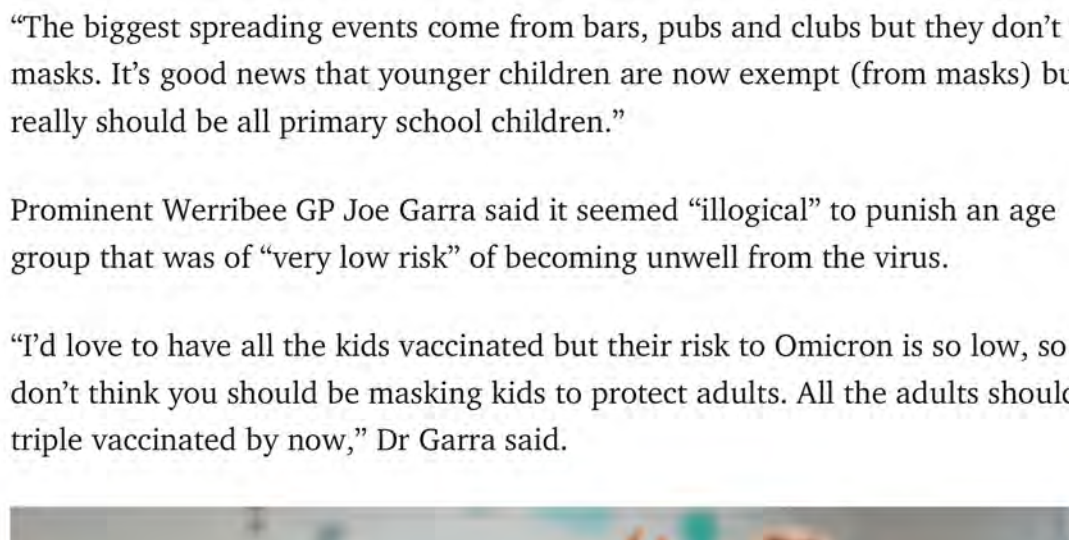 “The biggest spreading events come from bars, pubs and clubs but they don’t
masks. It’s good news that younger children are now exempt (from masks)
really should be all primary school children.”
Prominent Werribee GP Joe Garra said it seemed “illogical” to punish an age
group that was of “very low risk” of becoming unwell from the virus.
“I’d love to have all the kids vaccinated but their risk to Omicron is so low, so
don’t think you should be masking kids to protect adults. All the adults
triple vaccinated by now,” Dr Garra said.